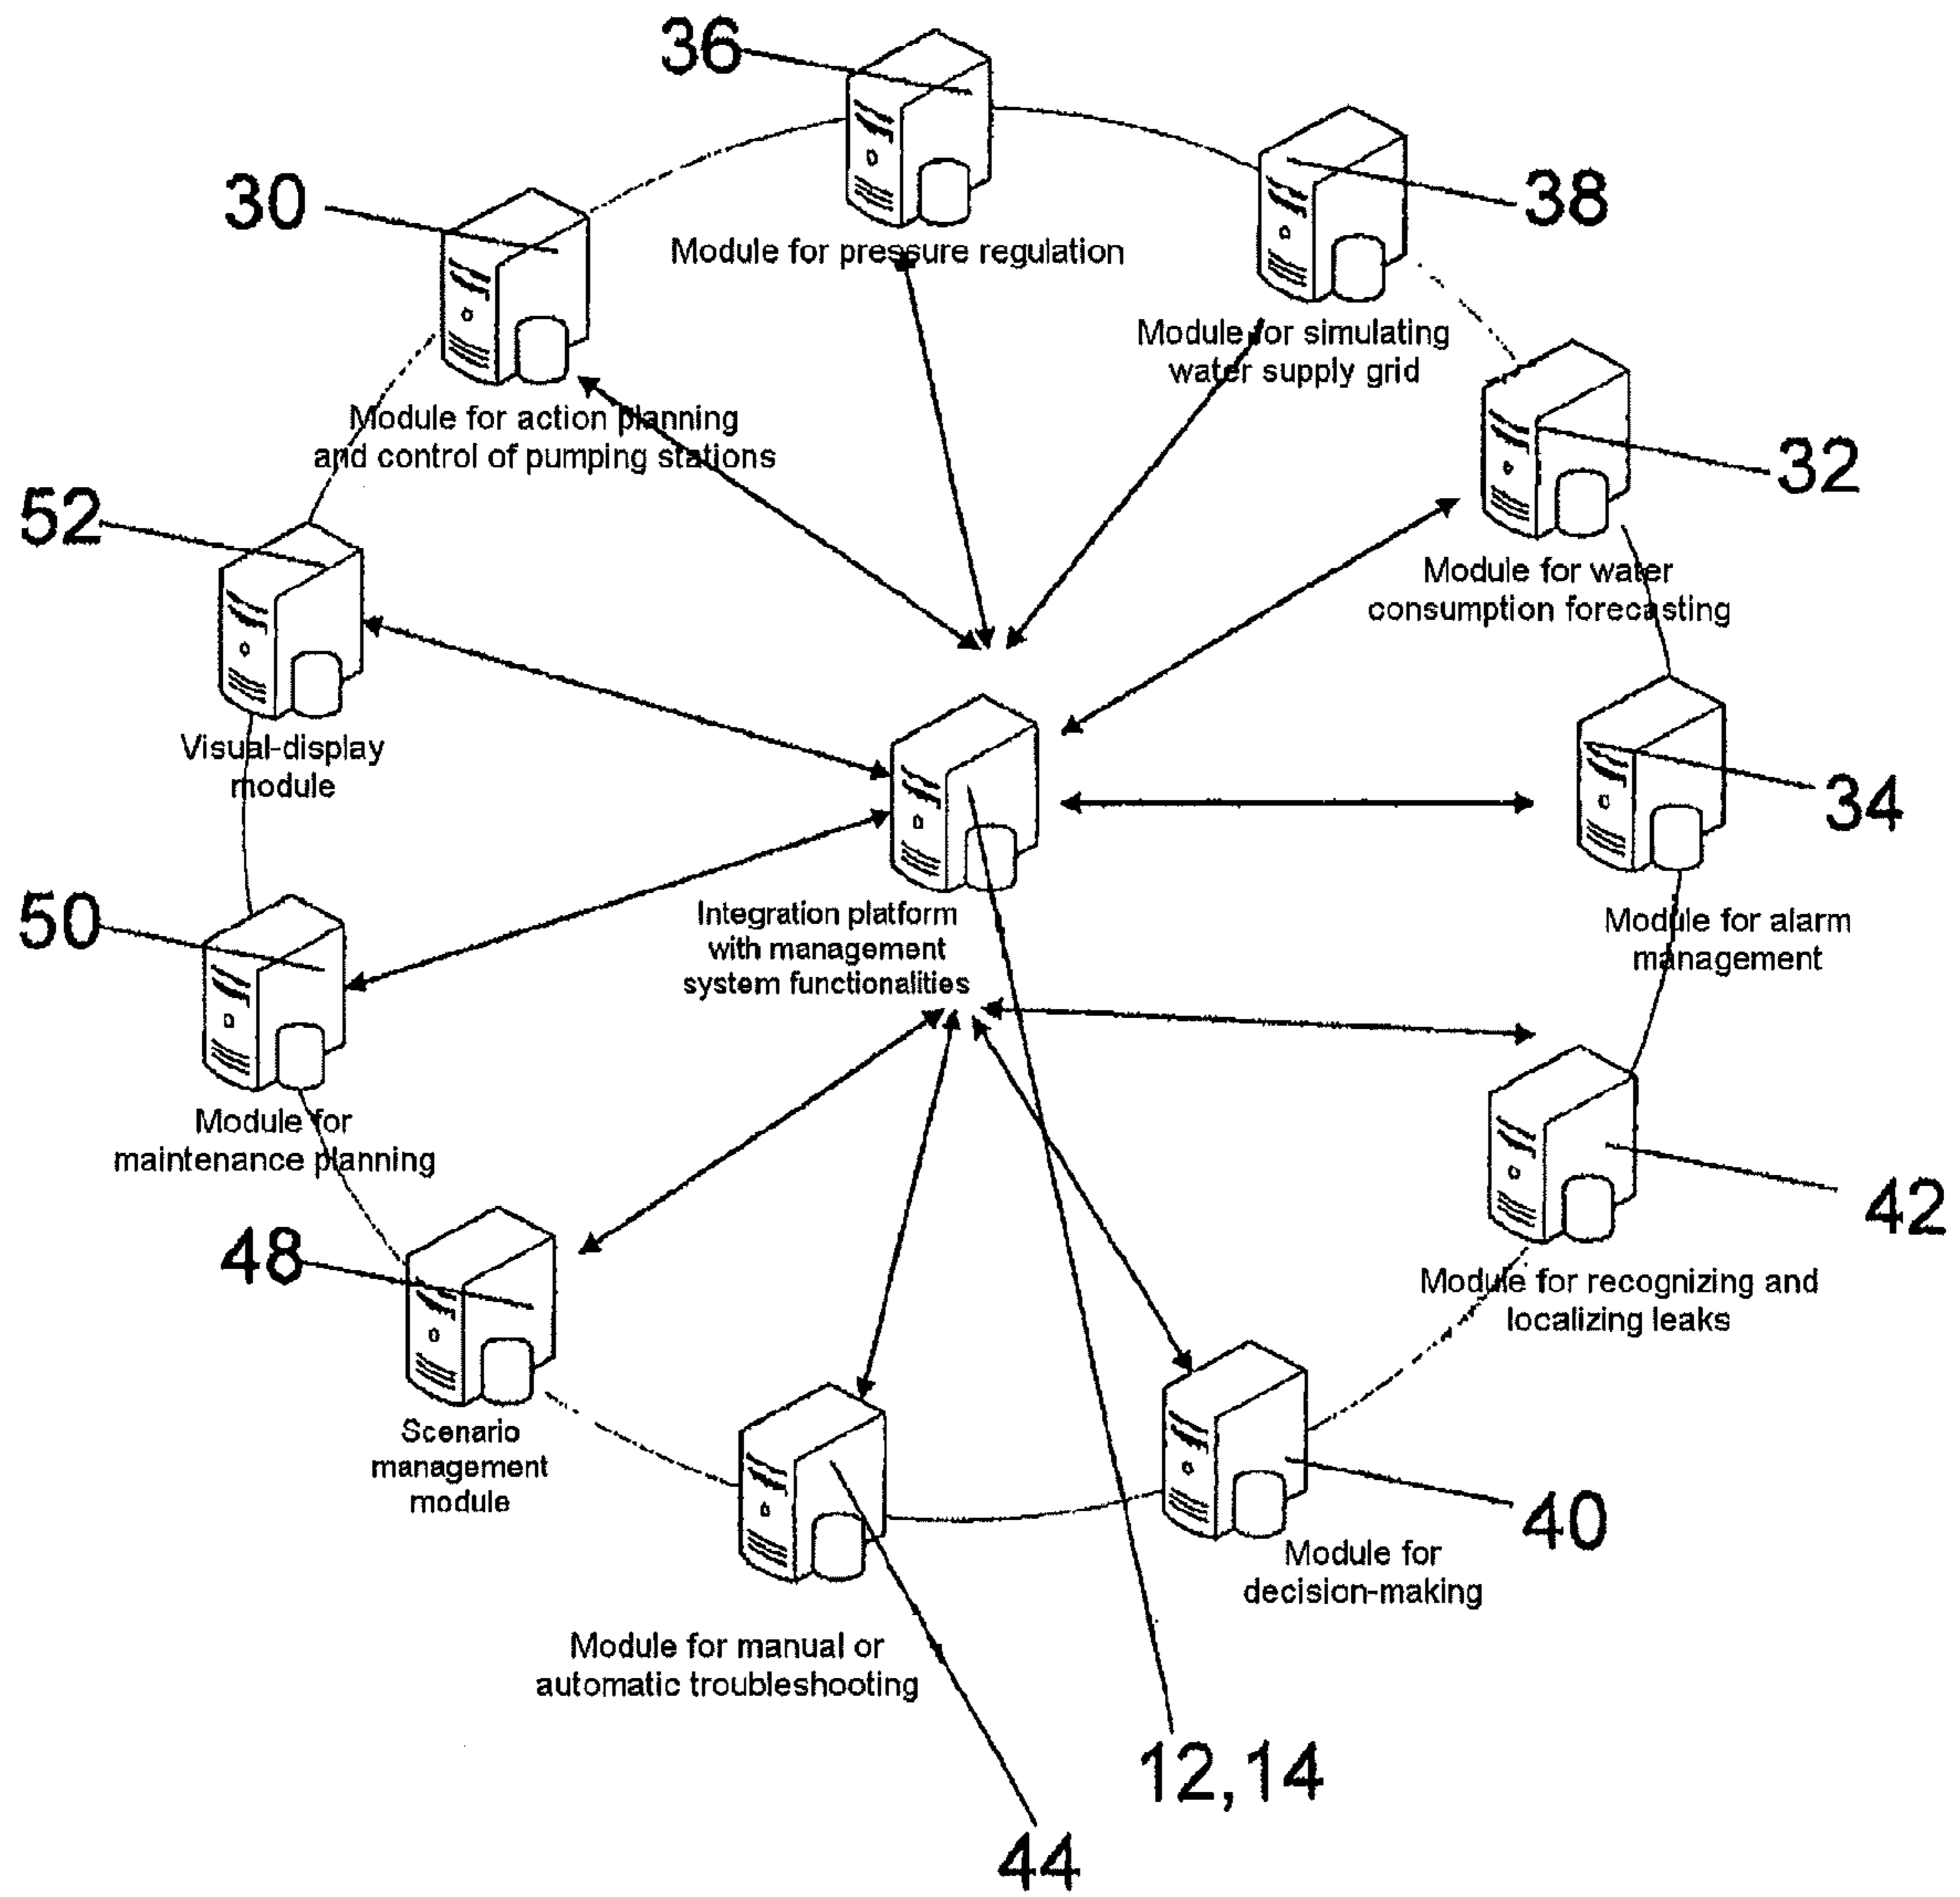 36
Module for pressure regulation
38
Module for simulating
water supply grid
30
Module for action planning
and control of pumping stations
32
Module for water
consumption forecasting
52
Visual-display
module
34
Module for alarm
management
Integration platform
with management
system functionalities
50
Module for
maintenance planning
42
Module for recognizing and
localizing leaks
48
Scenario
management
module
40
Module for
decision-making
Module for manual or
automatic troubleshooting
12,14
44